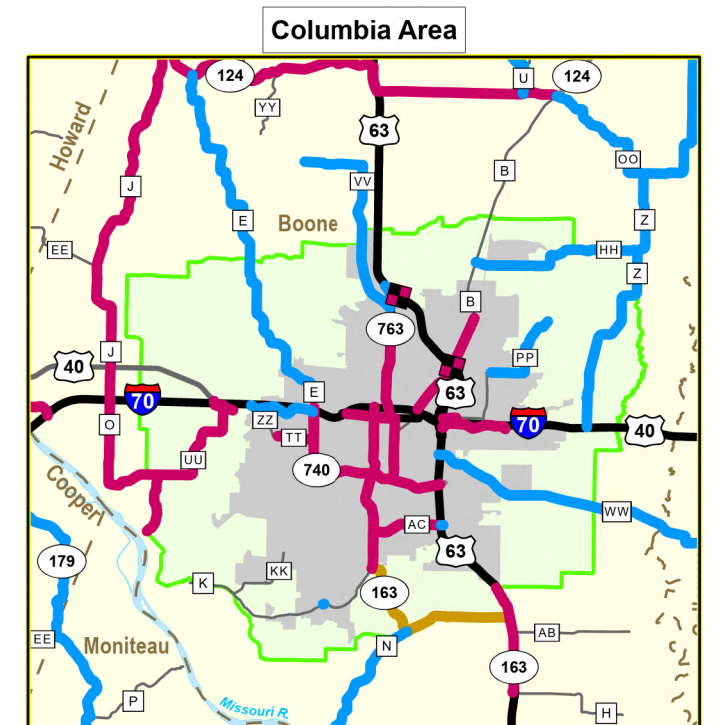 Columbia Area
124
U
124
YY
Howard
63
OO
B
VV
J
E
Z
Boone
EE
HH
Z
B
763
J
PP
40
E
63
70
ZZ
70
40
O
TT
UU
740
Cooper
WW
AC
63
179
KK
K
163
EE
AB
Moniteau
N
163
P
Missouri R.
H